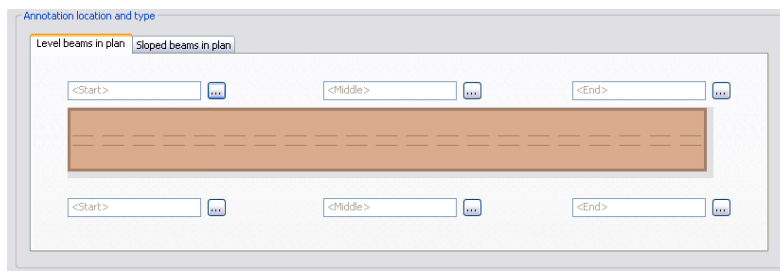 Annotation location and type
Level beams in plan Sloped beams in plan
<Start> ... <Middle> ... <End> ...
<Start> ... <Middle> ... <End> ...